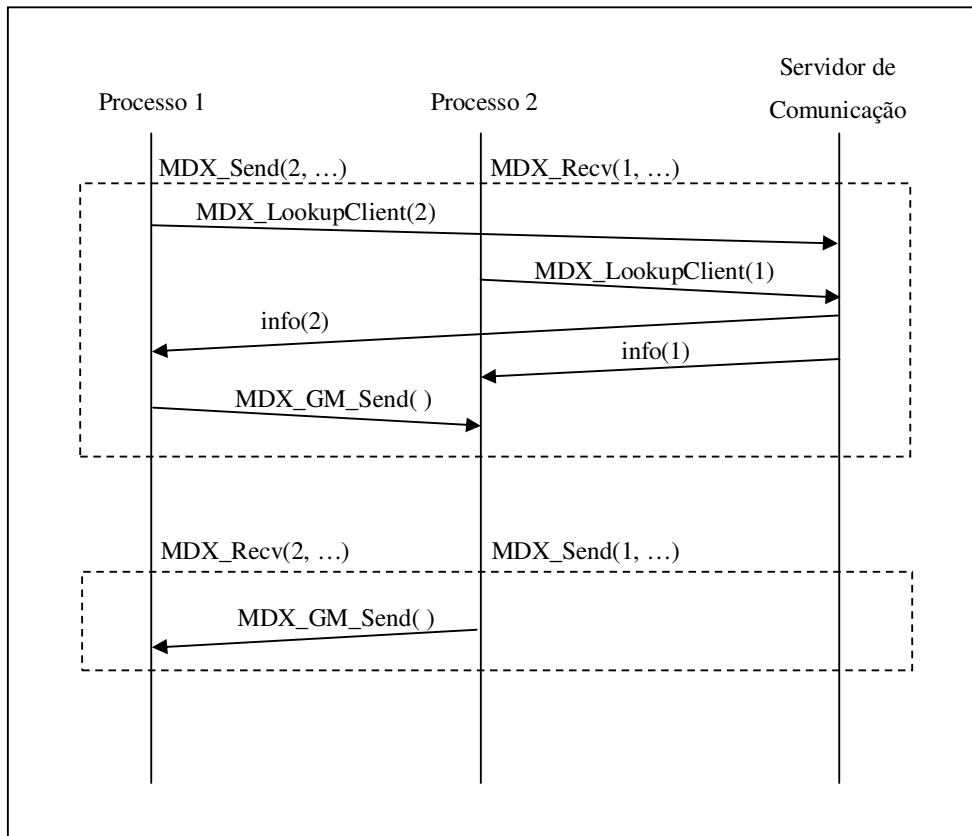 Servidor de
Comunicação
Processo 1
Processo 2
MDX_Send(2, …)
MDX_Recv(1, …)
MDX_LookupClient(2)
MDX_LookupClient(1)
info(2)
info(1)
MDX_GM_Send( )
MDX_Recv(2, …)
MDX_Send(1, …)
MDX_GM_Send( )